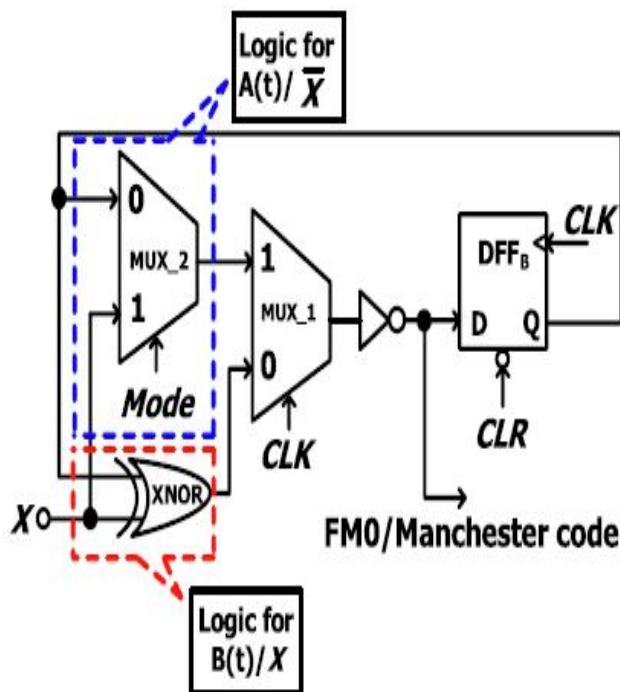 Logic for
A(t)/ X̅
0
MUX_2
1
Mode
1
MUX_1
0
CLK
CLK
DFFB
D Q
CLR
X
XNOR
FM0/Manchester code
Logic for
B(t)/X